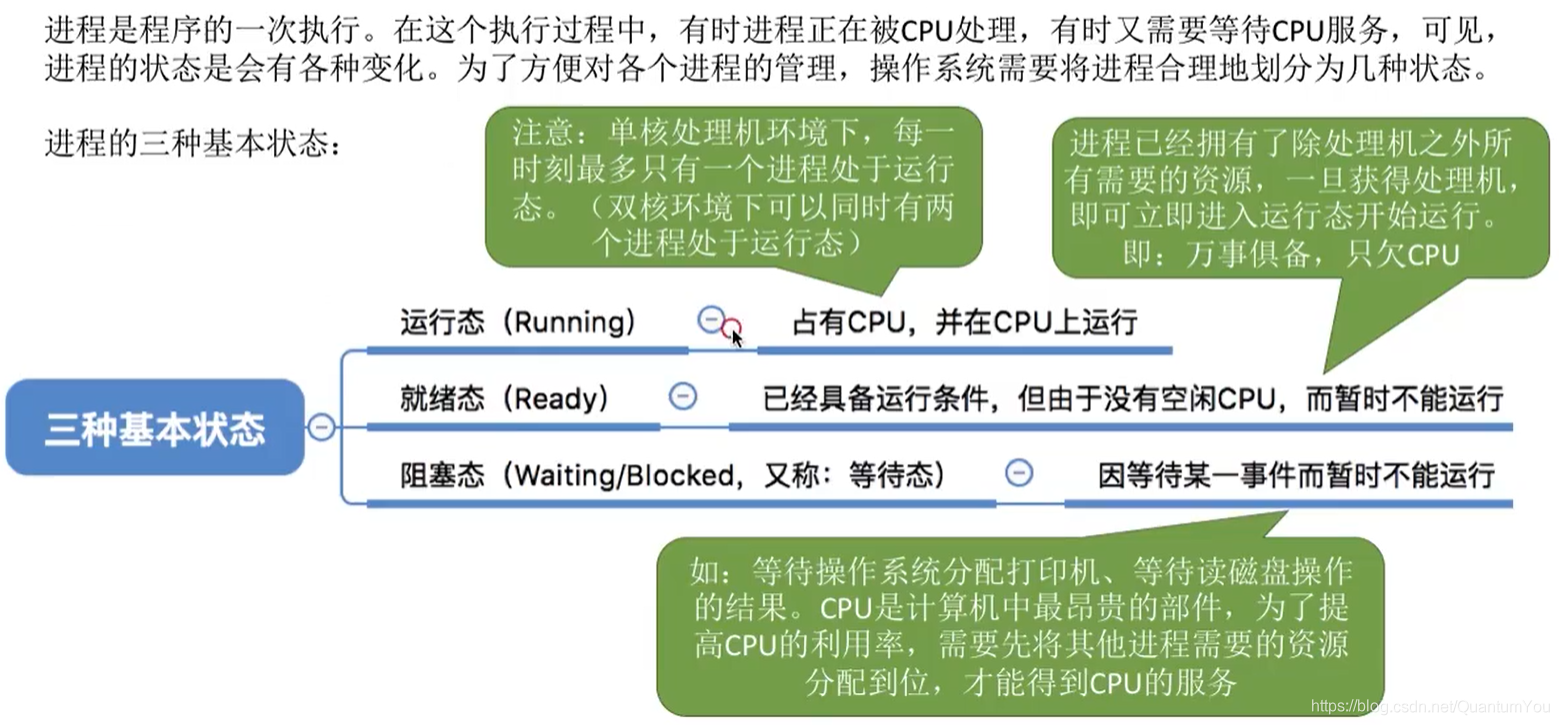 进程是程序的一次执行。在这个执行过程中，有时进程正在被CPU处理，有时又需要等待CPU服务，可见，
进程的状态是会有各种变化。为了方便对各个进程的管理，操作系统需要将进程合理地划分为几种状态。
进程的三种基本状态：
注意：单核处理机环境下，每一
时刻最多只有一个进程处于运行
态。（双核环境下可以同时有两
个进程处于运行态）
进程已经拥有了除处理机之外所
有需要的资源，一旦获得处理机，
即可立即进入运行态开始运行。
即：万事俱备，只欠CPU
三种基本状态
运行态（Running）
占有CPU，并在CPU上运行
就绪态（Ready）
已经具备运行条件，但由于没有空闲CPU，而暂时不能运行
阻塞态（Waiting/Blocked，又称：等待态）
因等待某一事件而暂时不能运行
如：等待操作系统分配打印机、等待读磁盘操作
的结果。CPU是计算机中最昂贵的部件，为了提
高CPU的利用率，需要先将其他进程需要的资源
分配到位，才能得到CPU的服务
https://blog.csdn.net/QuantumYou